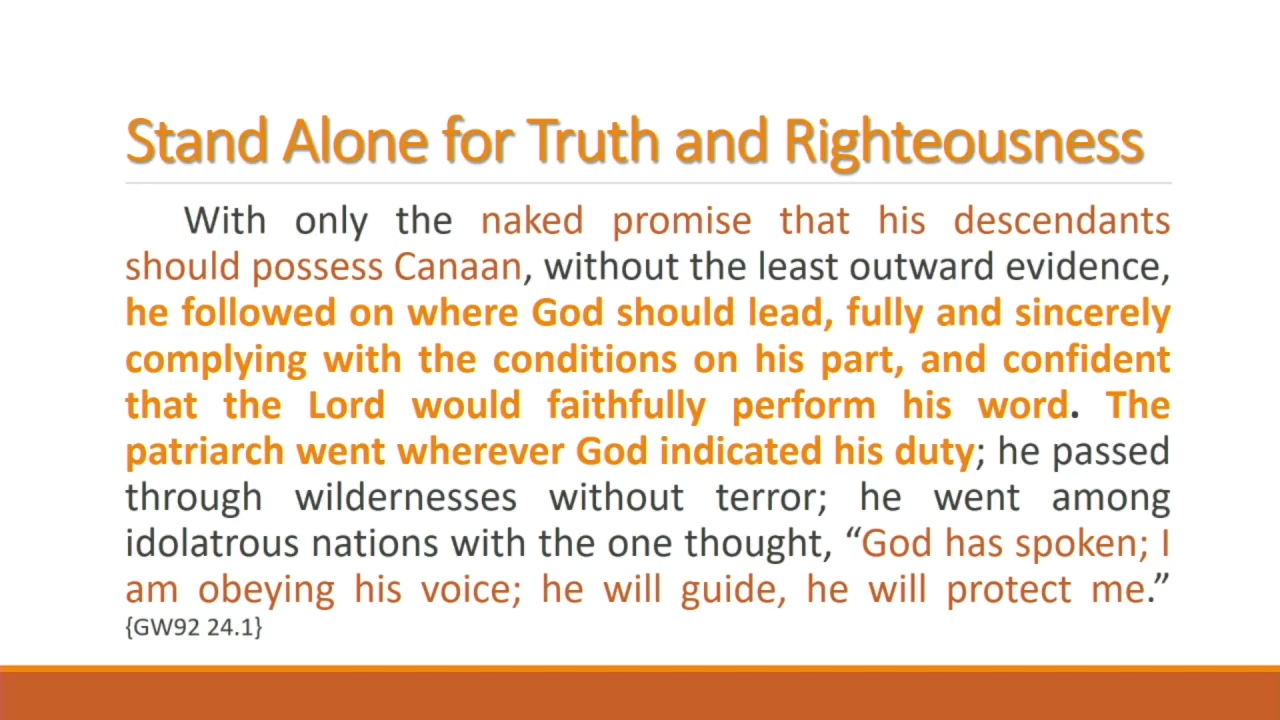 Stand Alone for Truth and Righteousness
With only the naked promise that his descendants
should possess Canaan, without the least outward evidence,
he followed on where God should lead, fully and sincerely
complying with the conditions on his part, and confident
that the Lord would faithfully perform his word. The
patriarch went wherever God indicated his duty; he passed
through wildernesses without terror; he went among
idolatrous nations with the one thought, “God has spoken; I
am obeying his voice; he will guide, he will protect me.”
{GW92 24.1}